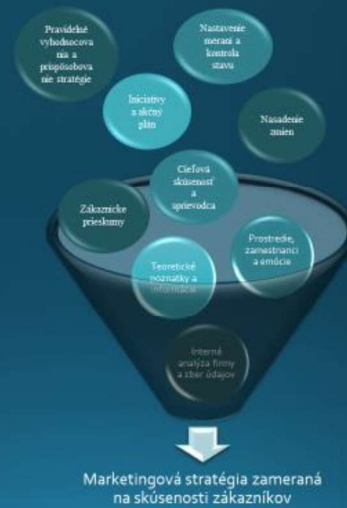 Pravidelné
vyhodnocova
nia a
prispôsobova
nie stratégie
Nastavenie
meraní a
kontrola
stavu
Iniciatívy
a akčný
plán
Nasadenie
zmien
Cieľová
skúsenosť
a
sprievodca
Zákaznícke
prieskumy
Prostredie,
zamestnanci
a emócie
Teoretické
poznatky a
informácie
Interná
analýza firmy
a zber údajov
Marketingová stratégia zameraná
na skúsenosti zákazníkov